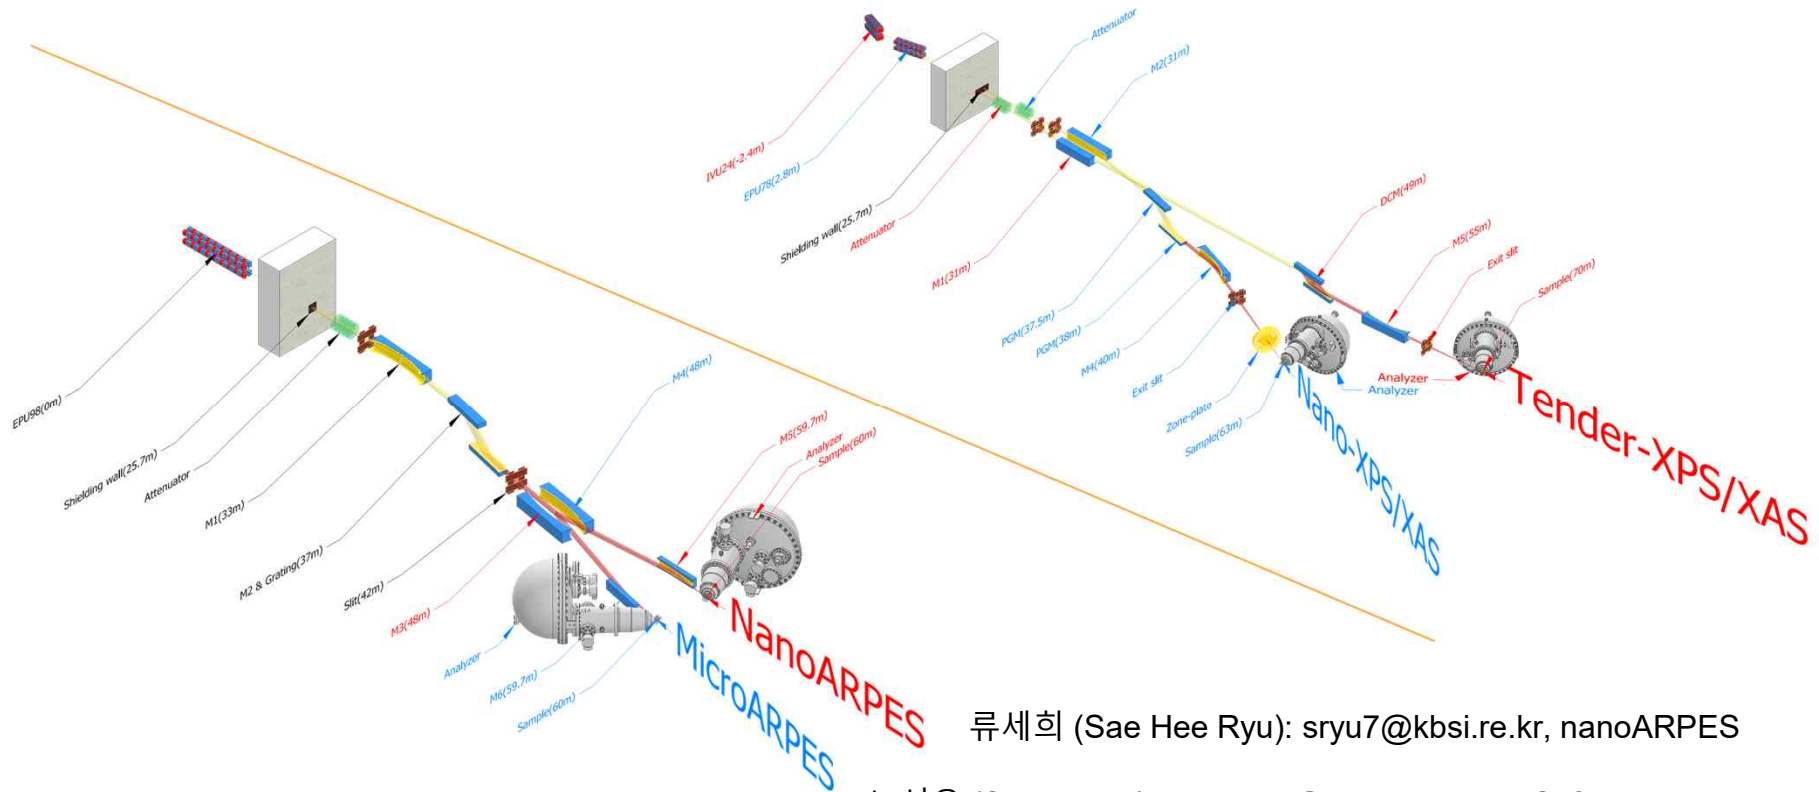 Attenuator
M2(31m)
IVU24(-2.4m)
EPU78(2.8m)
Shielding wall(25.7m)
Attenuator
M1(31m)
DCM(49m)
M5(55m)
Exit slit
Sample(70m)
PGM(37.5m)
PGM(38m)
M4(40m)
Exit slit
Zone-plate
Sample(63m)
Analyzer
Analyzer
Nano-XPS/XAS
Tender-XPS/XAS
EPU98(0m)
Shielding wall(25.7m)
Attenuator
M1(33m)
M2 & Grating(37m)
Slit(42m)
M3(48m)
M4(48m)
M5(59.7m)
Analyzer
Sample(60m)
Analyzer
M6(59.7m)
Sample(60m)
NanoARPES
MicroARPES
류세희 (Sae Hee Ryu): sryu7@kbsi.re.kr, nanoARPES